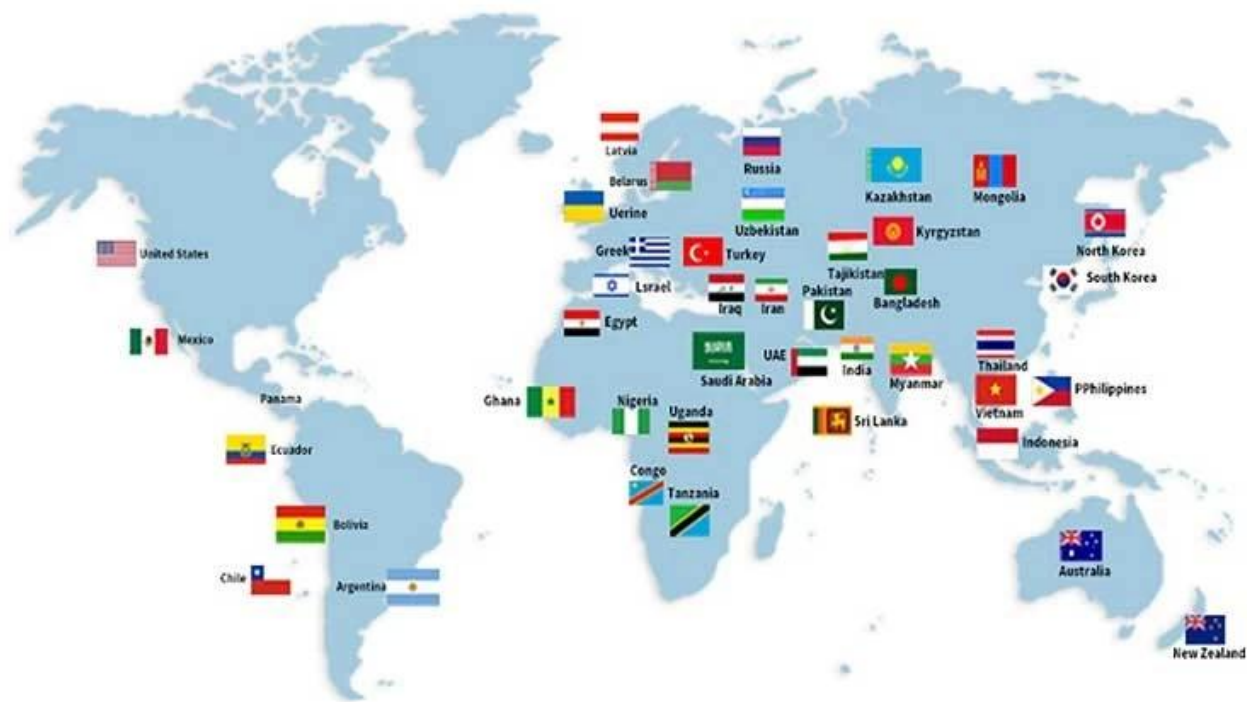 Latvia
Russia
Belarus
Kazakhstan
Mongolia
Uerine
Uzbekistan
Kyrgyzstan
United States
Greek
Turkey
North Korea
Tajikistan
South Korea
Lsrael
Pakistan
Bangladesh
Iraq
Iran
Egypt
Mexico
UAE
India
Thailand
Saudi Arabia
Myanmar
PPhilippines
Panama
Ghana
Nigeria
Uganda
Vietnam
Sri Lanka
Indonesia
Ecuador
Congo
Tanzania
Bolivia
Chile
Argentina
Australia
New Zealand